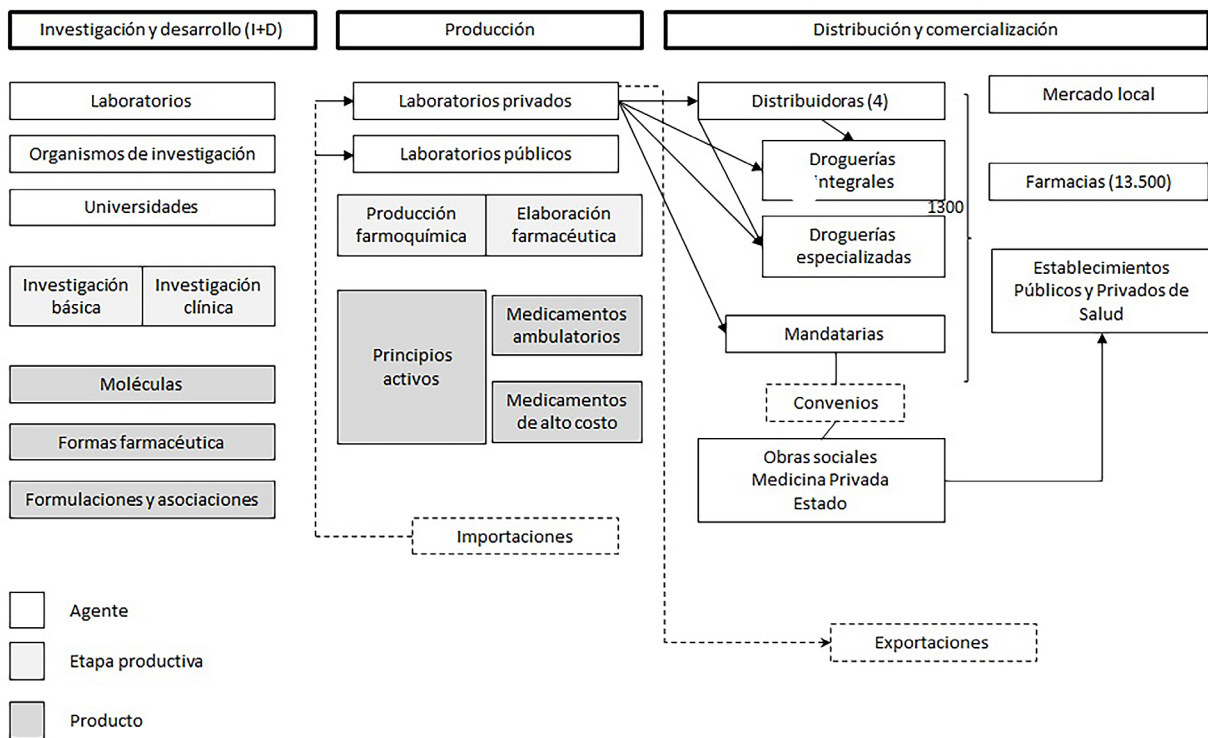 Investigación y desarrollo (I+D)
Producción
Distribución y comercialización
Laboratorios
Organismos de investigación
Universidades
Investigación
básica
Investigación
clínica
Moléculas
Formas farmacéutica
Formulaciones y asociaciones
Laboratorios privados
Laboratorios públicos
Producción
farmoquímica
Elaboración
farmacéutica
Principios
activos
Medicamentos
ambulatorios
Medicamentos
de alto costo
Importaciones
Distribuidoras (4)
Droguerías
integrales
Droguerías
especializadas
Mandatarias
Convenios
Obras sociales
Medicina Privada
Estado
1300
Mercado local
Farmacias (13.500)
Establecimientos
Públicos y Privados de
Salud
Exportaciones
Agente
Etapa productiva
Producto